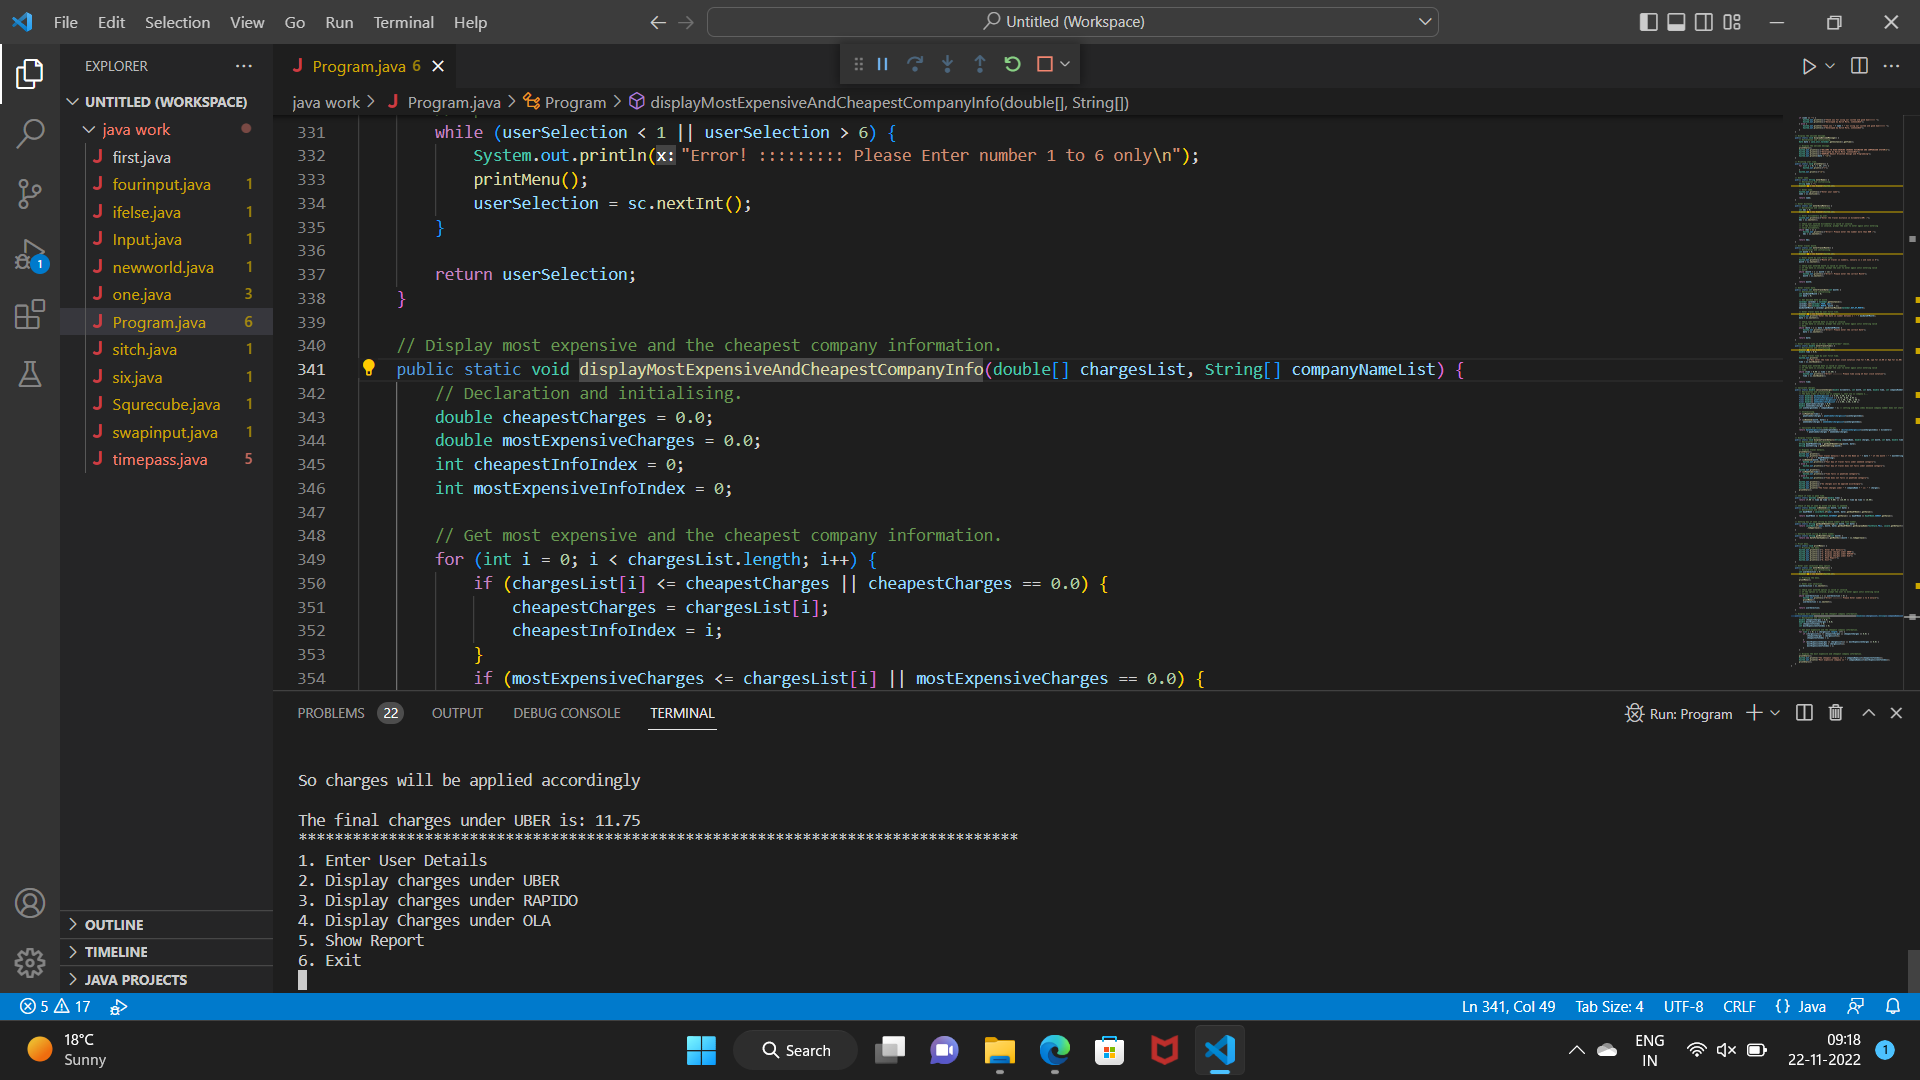 File Edit Selection View Go Run Terminal Help
Untitled (Workspace)
EXPLORER
Program.java 6
UNTITLED (WORKSPACE)
java work
first.java
fourinput.java 1
ifelse.java 1
Input.java 1
newworld.java 1
one.java 3
Program.java 6
sitch.java 1
six.java 1
Squrecube.java 1
swapinput.java 1
timepass.java 5
OUTLINE
TIMELINE
JAVA PROJECTS
java work > Program.java > Program > displayMostExpensiveAndCheapestCompanyInfo(double[], String[])
331 while (userSelection < 1 || userSelection > 6) {
332 System.out.println(x: "Error! ::::::::: Please Enter number 1 to 6 only\n");
333 printMenu();
334 userSelection = sc.nextInt();
335 }
336
337 return userSelection;
338 }
339
340 // Display most expensive and the cheapest company information.
341 public static void displayMostExpensiveAndCheapestCompanyInfo(double[] chargesList, String[] companyNameList) {
342 // Declaration and initialising.
343 double cheapestCharges = 0.0;
344 double mostExpensiveCharges = 0.0;
345 int cheapestInfoIndex = 0;
346 int mostExpensiveInfoIndex = 0;
347
348 // Get most expensive and the cheapest company information.
349 for (int i = 0; i < chargesList.length; i++) {
350 if (chargesList[i] <= cheapestCharges || cheapestCharges == 0.0) {
351 cheapestCharges = chargesList[i];
352 cheapestInfoIndex = i;
353 }
354 if (mostExpensiveCharges <= chargesList[i] || mostExpensiveCharges == 0.0) {
PROBLEMS 22 OUTPUT DEBUG CONSOLE TERMINAL
Run: Program
So charges will be applied accordingly
The final charges under UBER is: 11.75
********************************************************************************
1. Enter User Details
2. Display charges under UBER
3. Display charges under RAPIDO
4. Display Charges under OLA
5. Show Report
6. Exit
5 17
Ln 341, Col 49 Tab Size: 4 UTF-8 CRLF {} Java
18°C
Sunny
Search
ENG
IN
09:18
22-11-2022
1